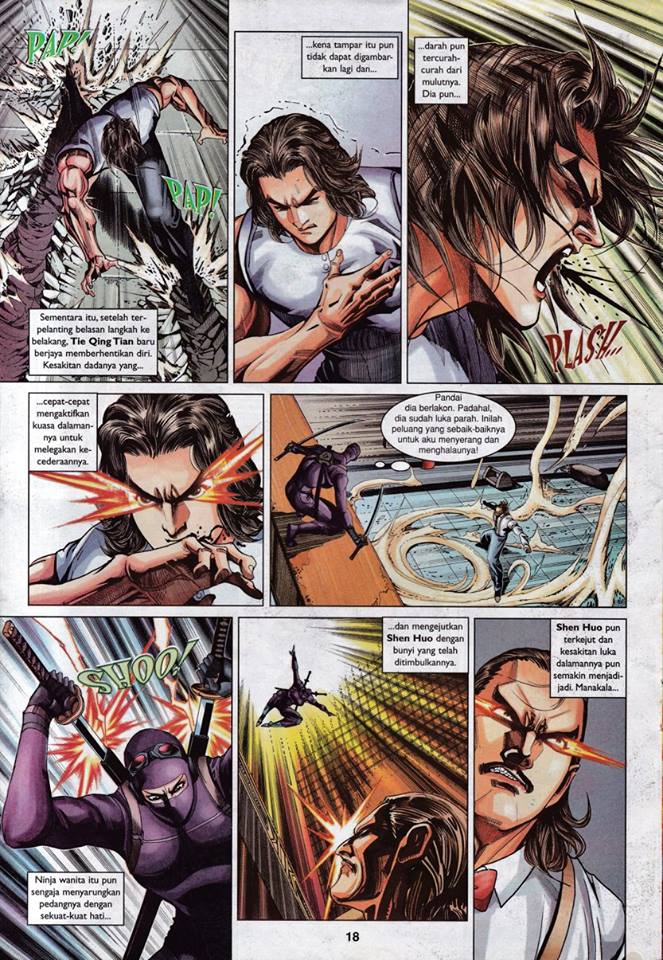 PAP!
PAP!
Sementara itu, setelah ter-
pelanting belasan langkah ke
belakang, Tie Qing Tian baru
berjaya memberhentikan diri.
Kesakitan dadanya yang...
...kena tampar itu pun
tidak dapat digambar-
kan lagi dan...
...darah pun
tercurah-
curah dari
mulutnya.
Dia pun...
PLASH...
...cepat-cepat
mengaktifkan
kuasa dalaman-
nya untuk
melegakan ke-
cederaannya.
Pandai
dia berlakon. Padahal,
dia sudah luka parah. Inilah
peluang yang sebaik-baiknya
untuk aku menyerang dan
menghalaunya!
SHOO!
Ninja wanita itu pun
sengaja menyarungkan
pedangnya dengan
sekuat-kuat hati...
...dan mengejutkan
Shen Huo dengan
bunyi yang telah
ditimbulkannya.
Shen Huo pun
terkejut dan
kesakitan luka
dalamannya pun
semakin menjadi-
jadi. Manakala...
18